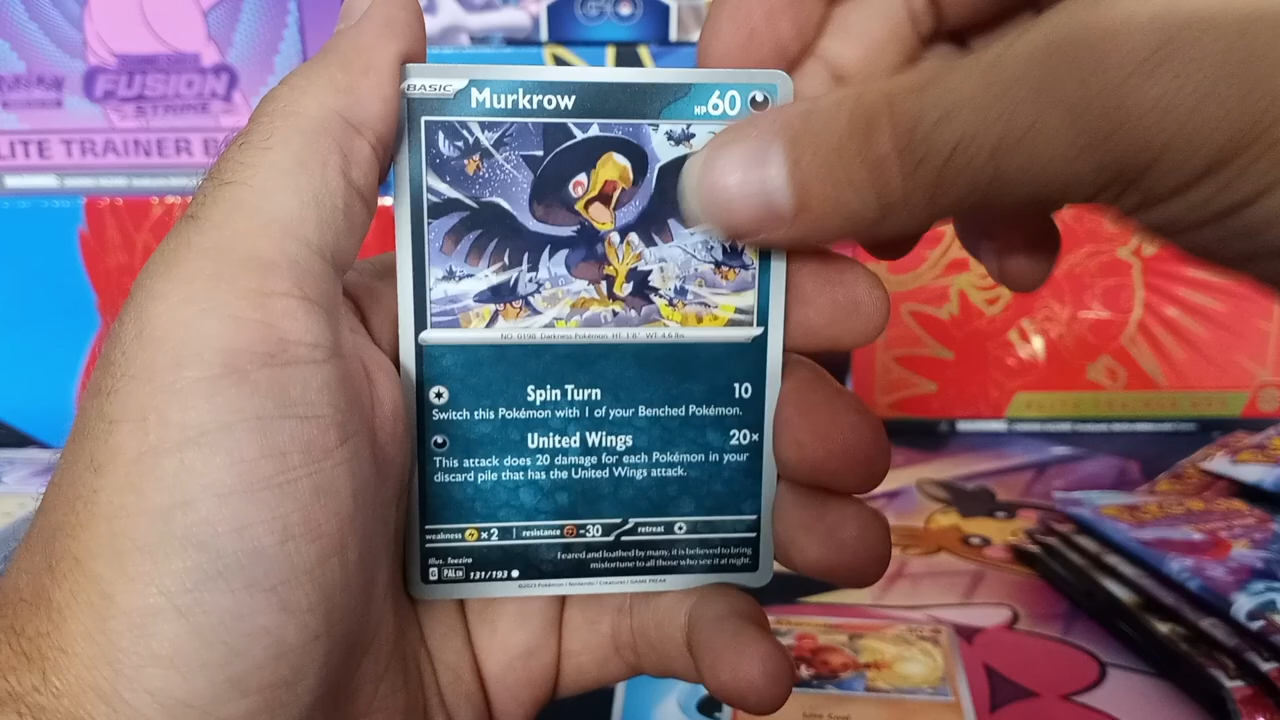 GO
FUSION
STRIKE
LITE TRAINER B
BASIC
Murkrow
HP 60
NO. 0198 Darkness Pokémon HT: 1'8" WT: 4.6 lbs.
Spin Turn 10
Switch this Pokémon with 1 of your Benched Pokémon.
United Wings 20×
This attack does 20 damage for each Pokémon in your
discard pile that has the United Wings attack.
weakness ×2 resistance -30 retreat
Illus. Teeziro
Feared and loathed by many, it is believed to bring
misfortune to all those who see it at night.
G PAL EN 131/193
©2023 Pokémon / Nintendo / Creatures / GAME FREAK